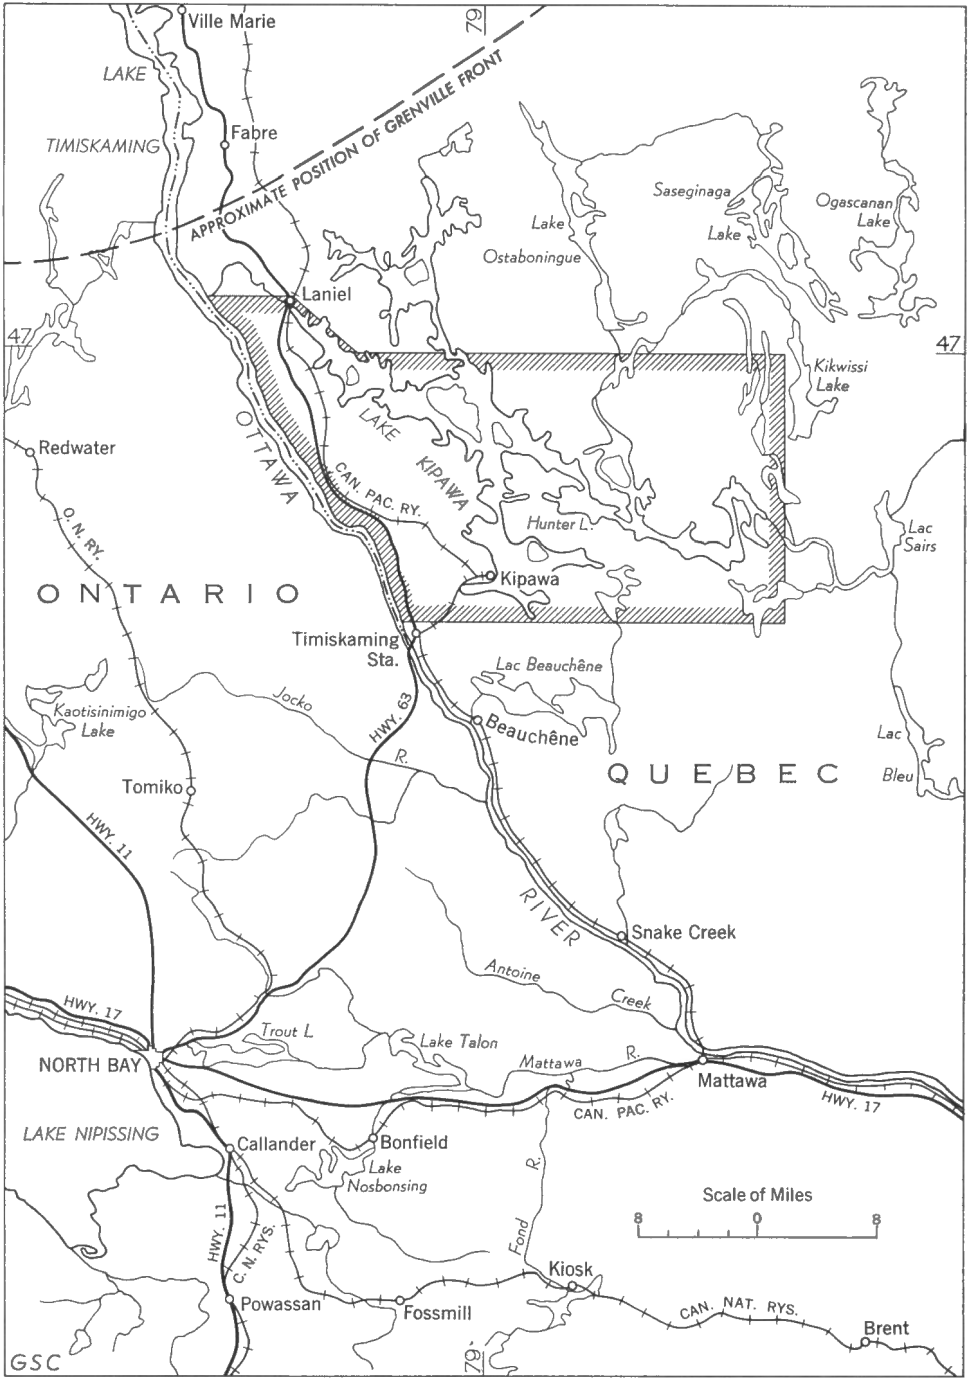 Ville Marie
79
LAKE
TIMISKAMING
Fabre
APPROXIMATE POSITION OF GRENVILLE FRONT
Saseginaga
Lake
Ogascanan
Lake
Lake
Ostaboningue
Laniel
47
47
Kikwissi
Lake
LAKE
KIPAWA
OTTAWA
Redwater
CAN. PAC. RY.
O. N. RY.
Hunter L.
Lac
Sairs
Kipawa
ONTARIO
Timiskaming
Sta.
Lac Beauchêne
Jocko
R.
HWY. 63
Kaotisinimigo
Lake
Beauchêne
Lac
Bleu
QUEBEC
Tomiko
HWY. 11
RIVER
Snake Creek
Antoine
Creek
HWY. 17
Trout L
Lake Talon
NORTH BAY
Mattawa
R.
Mattawa
CAN. PAC. RY.
HWY. 17
LAKE NIPISSING
Callander
Bonfield
Lake
Nosbonsing
R.
Fond
Scale of Miles
8 0 8
HWY. 11
C. N. RYS.
Kiosk
Powassan
Fossmill
CAN. NAT. RYS.
Brent
79
GSC